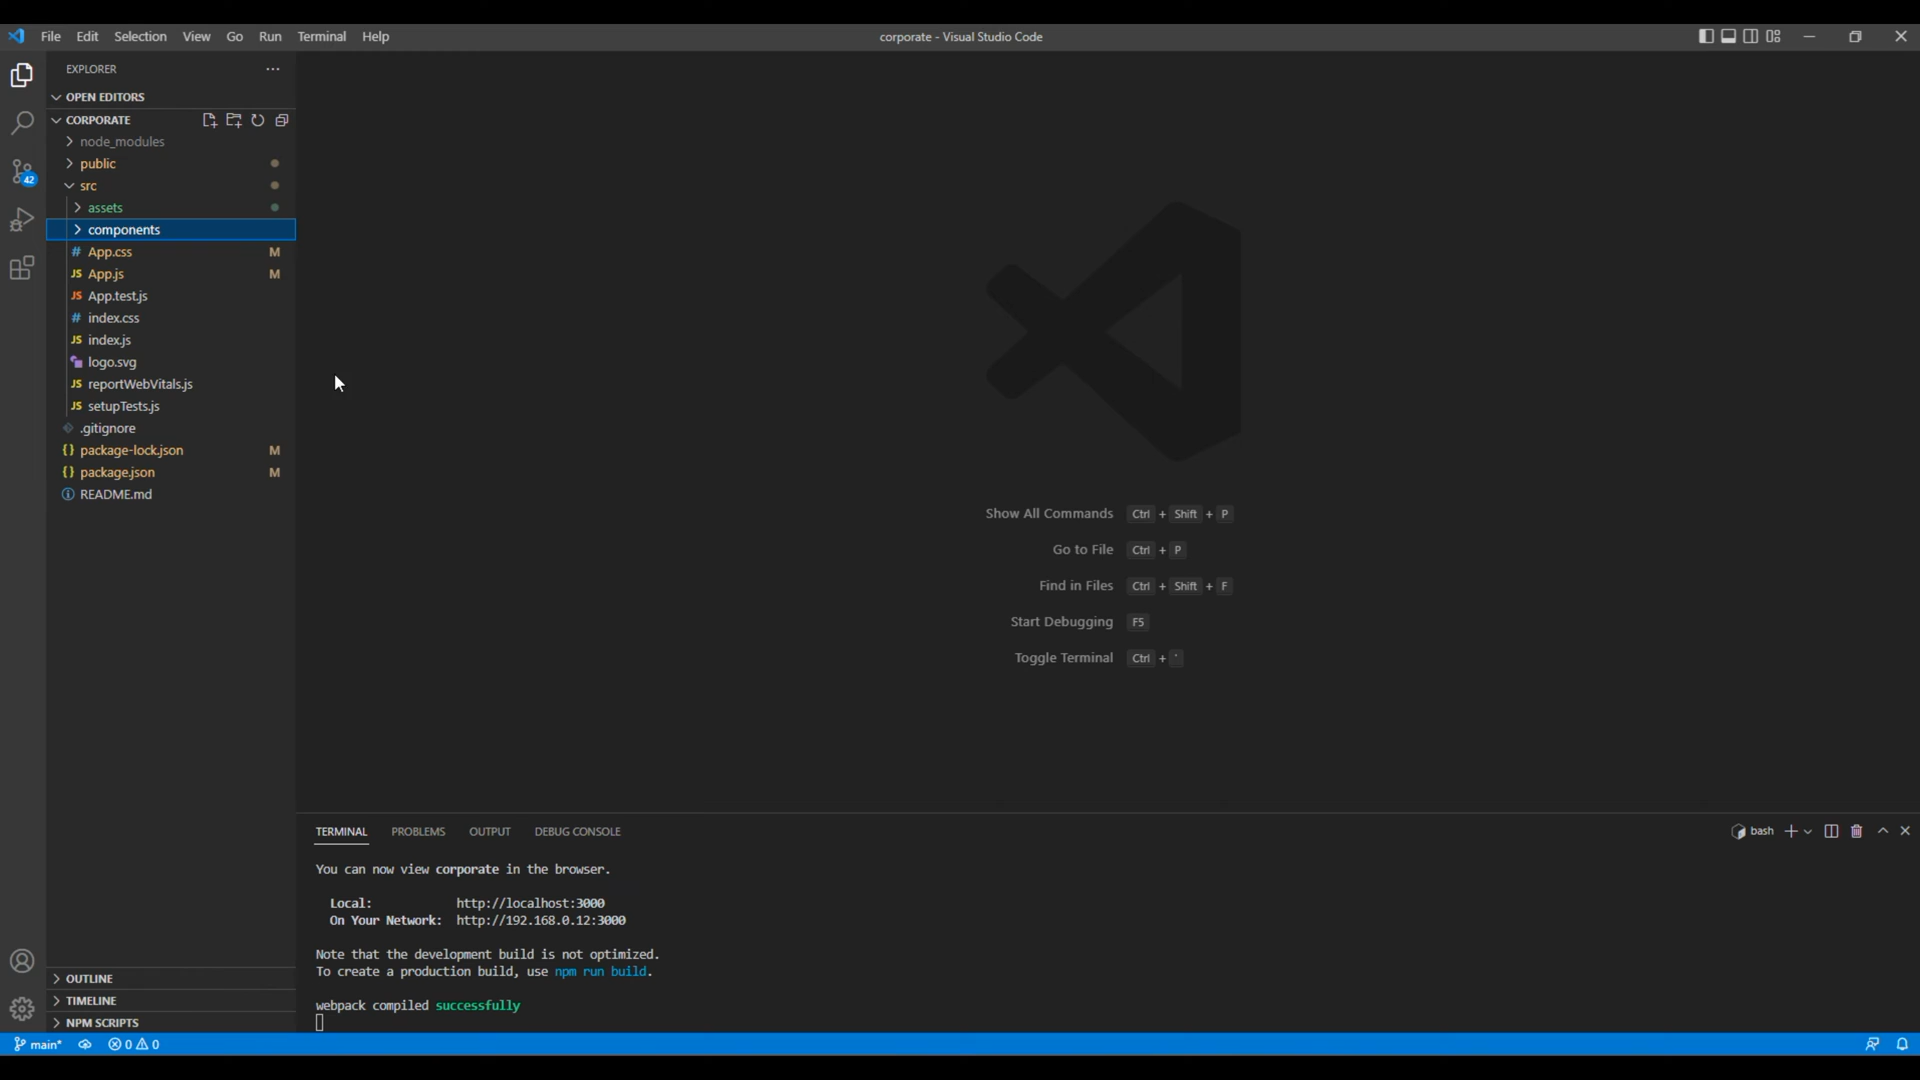 File Edit Selection View Go Run Terminal Help
corporate - Visual Studio Code
EXPLORER
OPEN EDITORS
CORPORATE
node_modules
public
src
assets
components
# App.css M
JS App.js M
JS App.test.js
# index.css
JS index.js
logo.svg
JS reportWebVitals.js
JS setupTests.js
.gitignore
{} package-lock.json M
{} package.json M
README.md
42
OUTLINE
TIMELINE
NPM SCRIPTS
Show All Commands Ctrl + Shift + P
Go to File Ctrl + P
Find in Files Ctrl + Shift + F
Start Debugging F5
Toggle Terminal Ctrl + `
TERMINAL PROBLEMS OUTPUT DEBUG CONSOLE
bash
You can now view corporate in the browser.
Local: http://localhost:3000
On Your Network: http://192.168.0.12:3000
Note that the development build is not optimized.
To create a production build, use npm run build.
webpack compiled successfully
main* 0 0